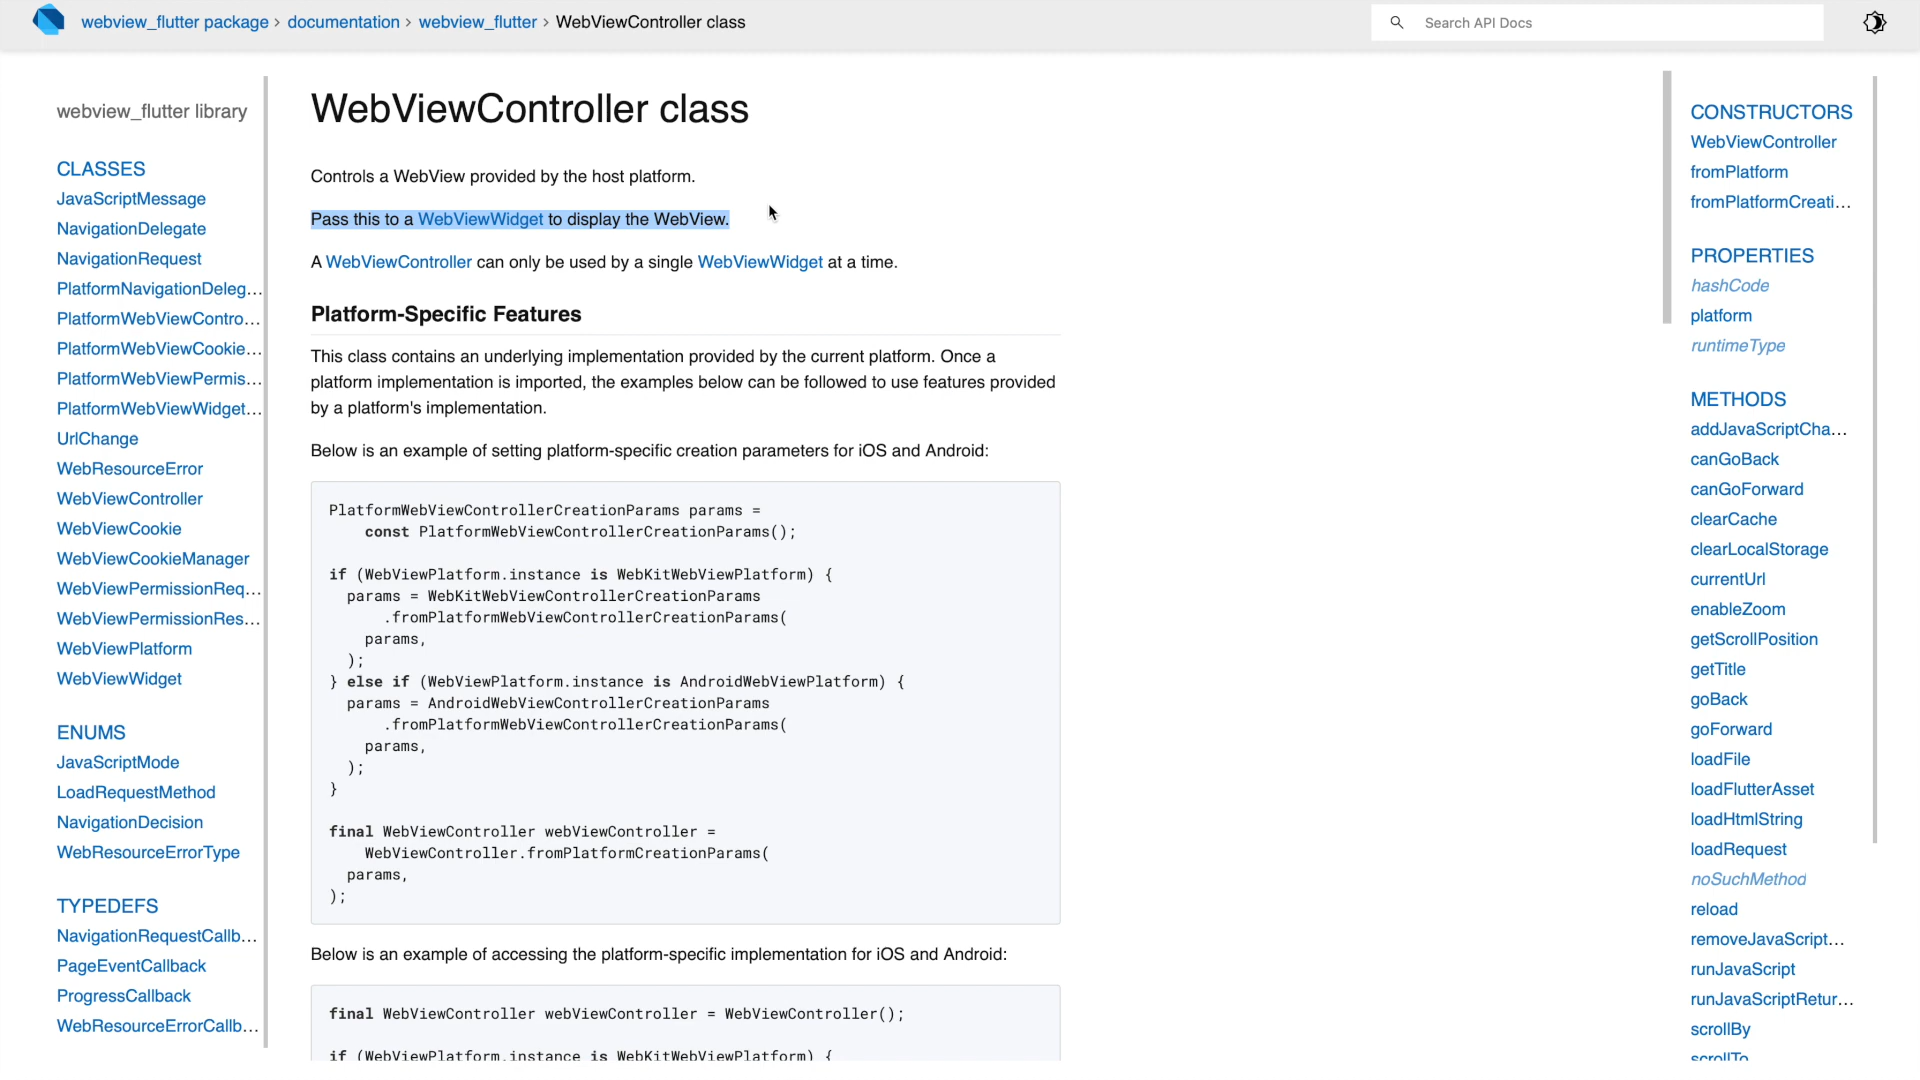 webview_flutter package › documentation › webview_flutter › WebViewController class
Search API Docs
webview_flutter library
CLASSES
JavaScriptMessage
NavigationDelegate
NavigationRequest
PlatformNavigationDeleg...
PlatformWebViewContro...
PlatformWebViewCookie...
PlatformWebViewPermis...
PlatformWebViewWidget...
UrlChange
WebResourceError
WebViewController
WebViewCookie
WebViewCookieManager
WebViewPermissionReq...
WebViewPermissionRes...
WebViewPlatform
WebViewWidget
ENUMS
JavaScriptMode
LoadRequestMethod
NavigationDecision
WebResourceErrorType
TYPEDEFS
NavigationRequestCallb...
PageEventCallback
ProgressCallback
WebResourceErrorCallb...
WebViewController class
Controls a WebView provided by the host platform.
Pass this to a WebViewWidget to display the WebView.
A WebViewController can only be used by a single WebViewWidget at a time.
Platform-Specific Features
This class contains an underlying implementation provided by the current platform. Once a
platform implementation is imported, the examples below can be followed to use features provided
by a platform's implementation.
Below is an example of setting platform-specific creation parameters for iOS and Android:
PlatformWebViewControllerCreationParams params =
const PlatformWebViewControllerCreationParams();
if (WebViewPlatform.instance is WebKitWebViewPlatform) {
params = WebKitWebViewControllerCreationParams
.fromPlatformWebViewControllerCreationParams(
params,
);
} else if (WebViewPlatform.instance is AndroidWebViewPlatform) {
params = AndroidWebViewControllerCreationParams
.fromPlatformWebViewControllerCreationParams(
params,
);
}
final WebViewController webViewController =
WebViewController.fromPlatformCreationParams(
params,
);
Below is an example of accessing the platform-specific implementation for iOS and Android:
final WebViewController webViewController = WebViewController();
if (WebViewPlatform.instance is WebKitWebViewPlatform) {
CONSTRUCTORS
WebViewController
fromPlatform
fromPlatformCreati...
PROPERTIES
hashCode
platform
runtimeType
METHODS
addJavaScriptCha...
canGoBack
canGoForward
clearCache
clearLocalStorage
currentUrl
enableZoom
getScrollPosition
getTitle
goBack
goForward
loadFile
loadFlutterAsset
loadHtmlString
loadRequest
noSuchMethod
reload
removeJavaScript...
runJavaScript
runJavaScriptRetur...
scrollBy
scrollTo